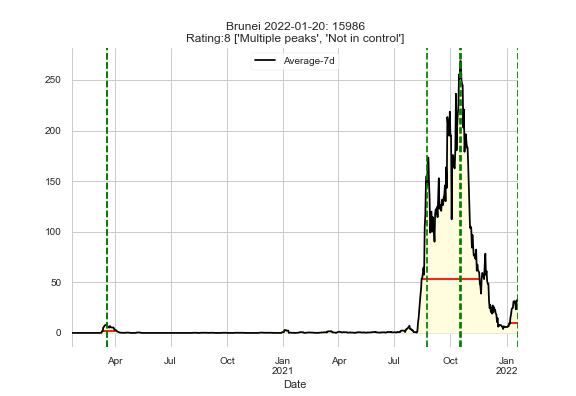 Brunei 2022-01-20: 15986
Rating:8 ['Multiple peaks', 'Not in control']
Average-7d
250
200
150
100
50
0
Apr Jul Oct Jan Apr Jul Oct Jan
2021 2022
Date